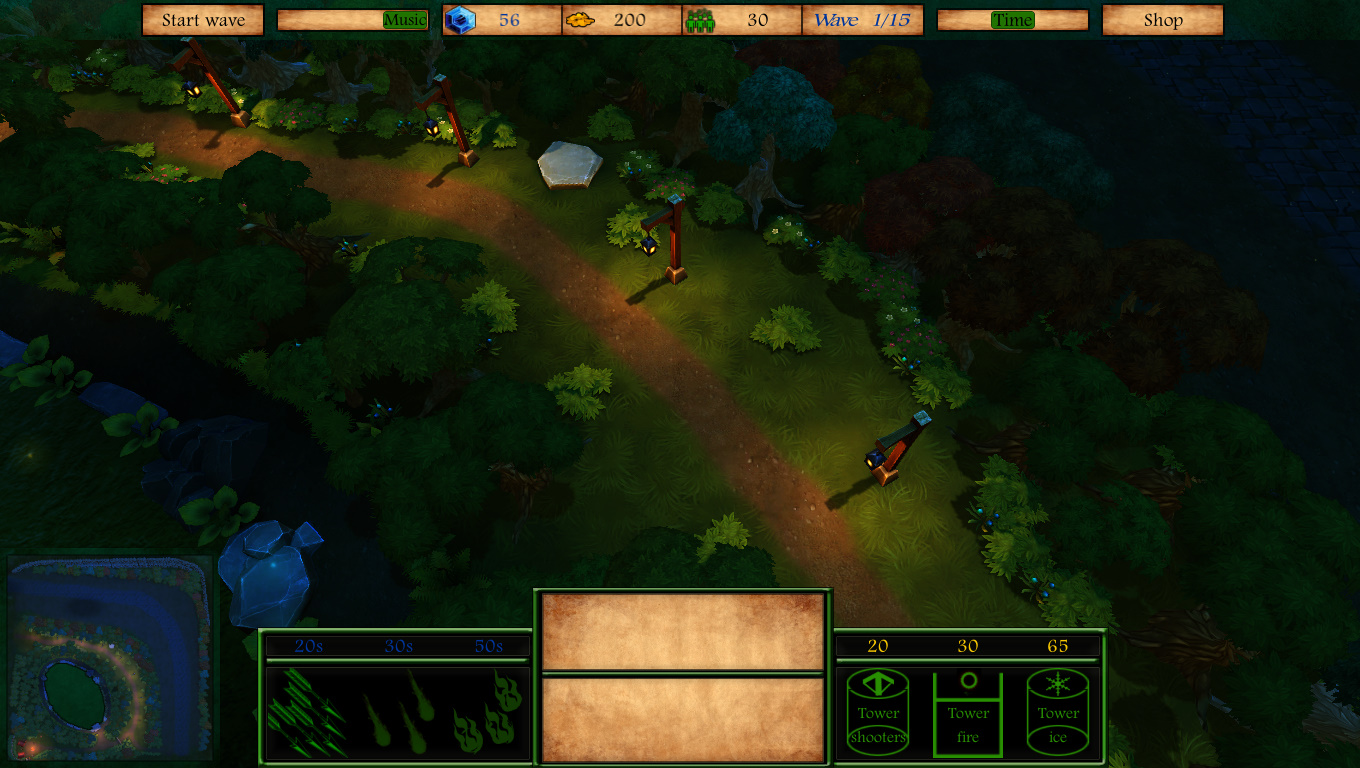 Start wave
Music
56
200
30
Wave 1/15
Time
Shop
20s 30s 50s
20 30 65
Tower shooters
Tower fire
Tower ice